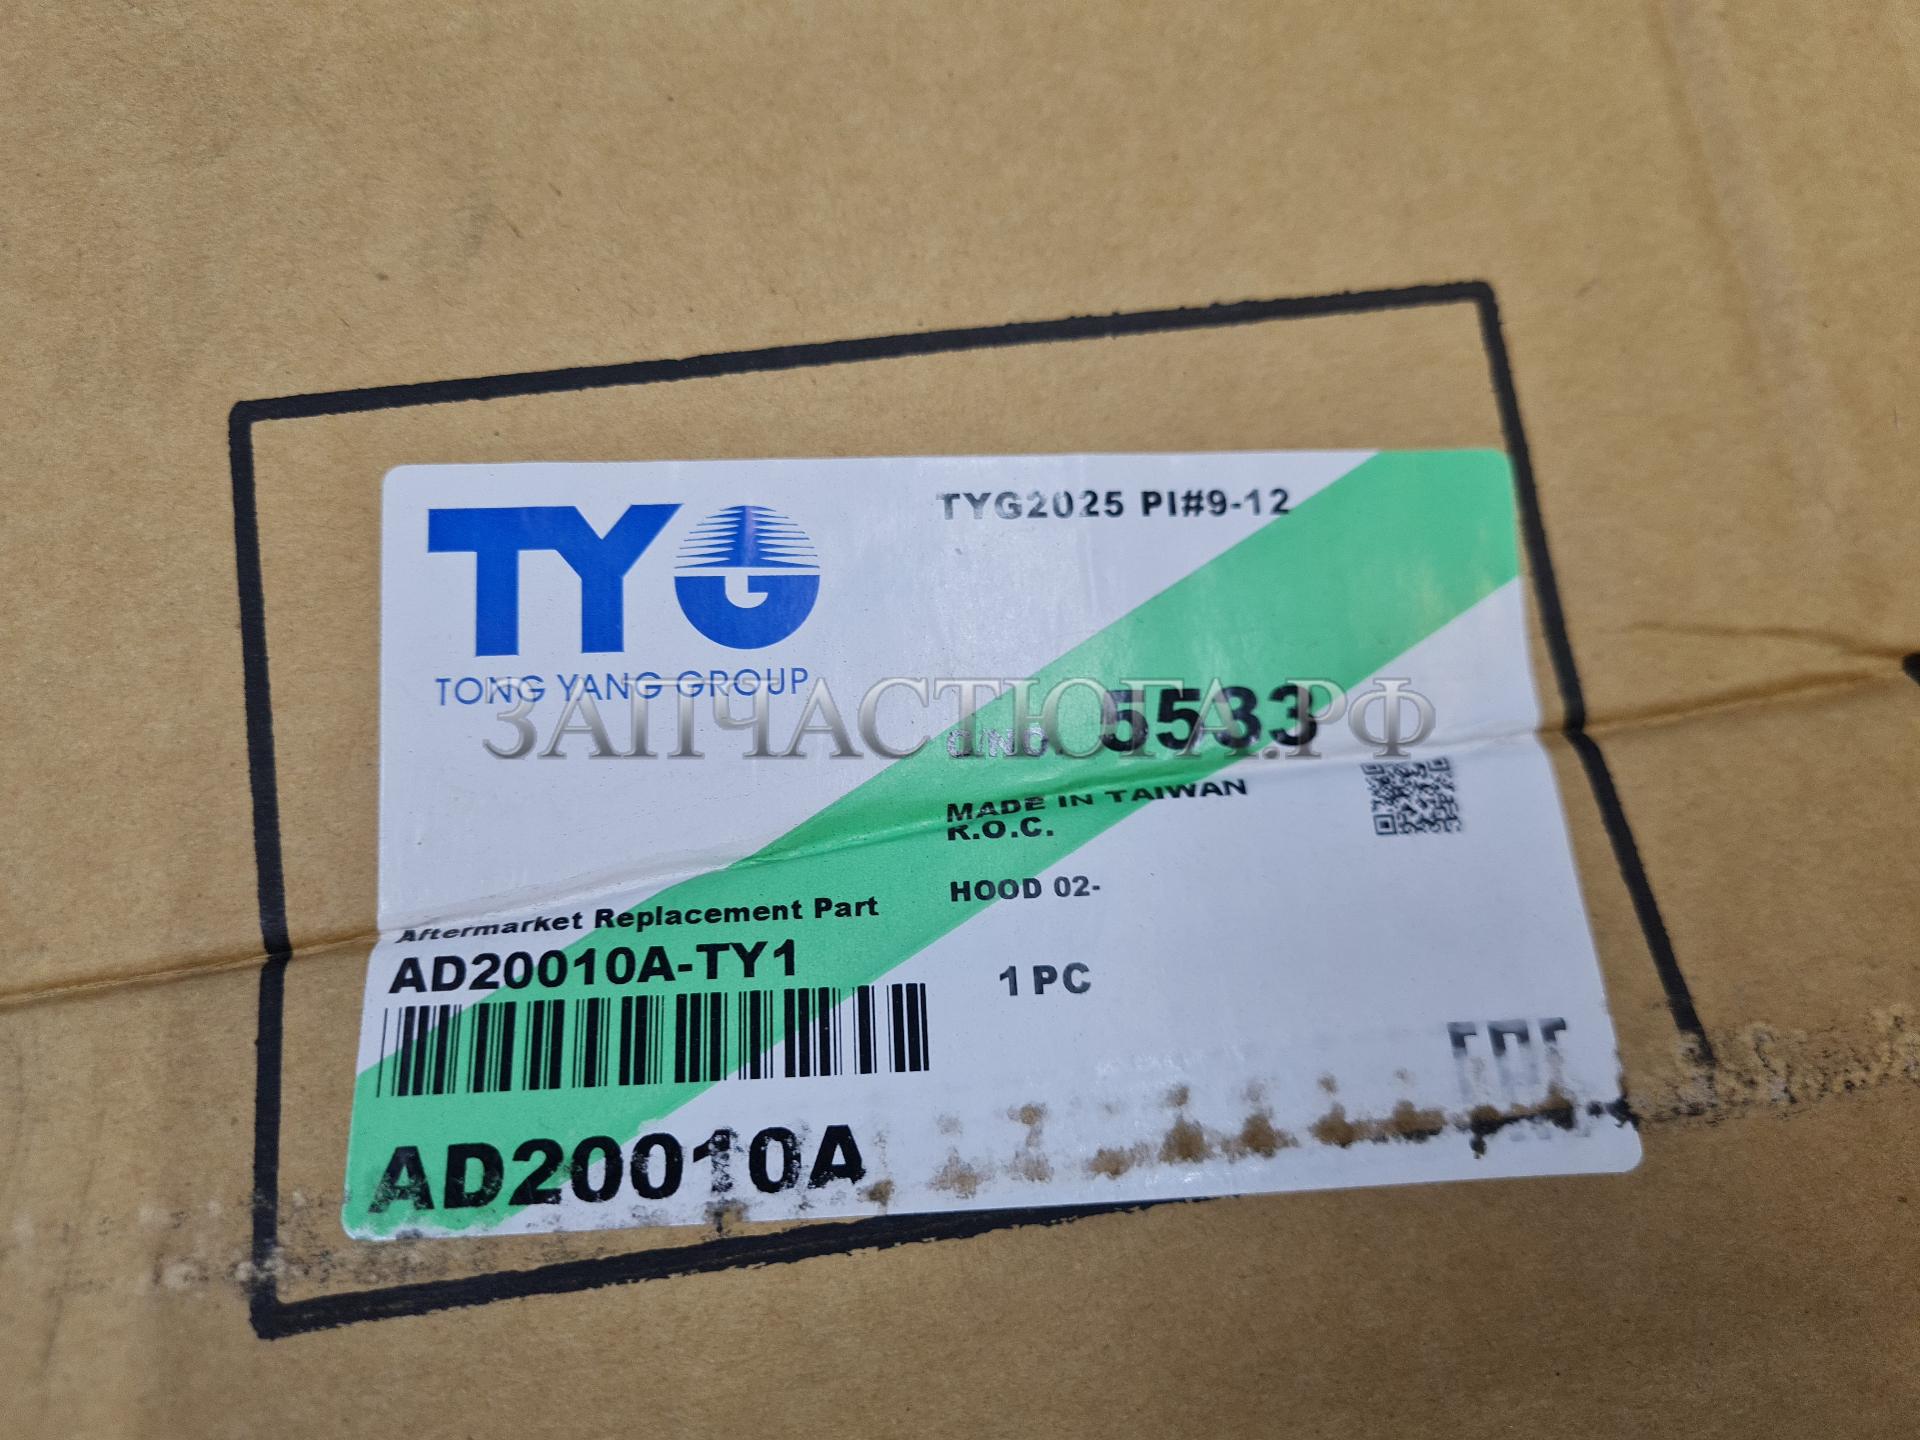 TYG
TONG YANG GROUP
TYG2025 PI#9-12
C/NO. 5533
ЗАПЧАСТЮГА.РФ
MADE IN TAIWAN
R.O.C.
HOOD 02-
1 PC
Aftermarket Replacement Part
AD20010A-TY1
AD20010A